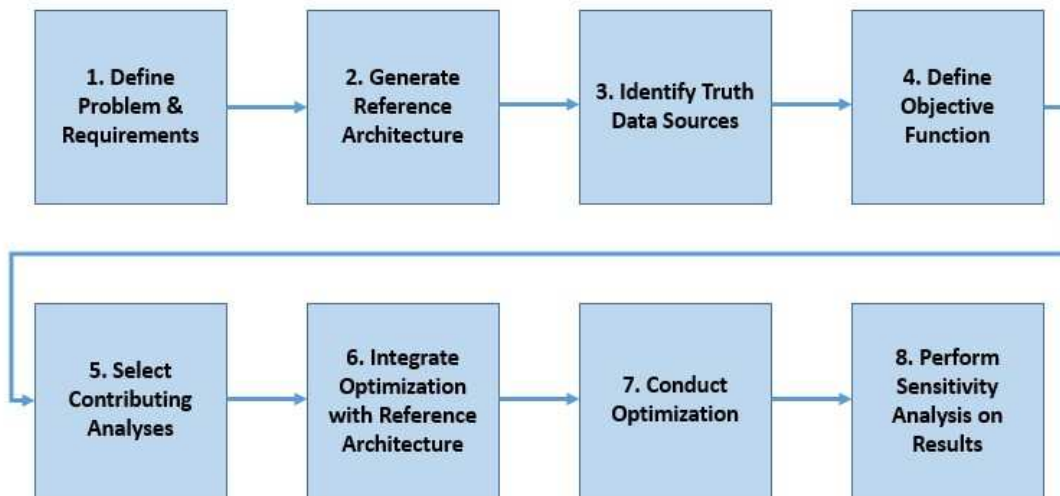 1. Define
Problem &
Requirements
2. Generate
Reference
Architecture
3. Identify Truth
Data Sources
4. Define
Objective
Function
5. Select
Contributing
Analyses
6. Integrate
Optimization
with Reference
Architecture
7. Conduct
Optimization
8. Perform
Sensitivity
Analysis on
Results